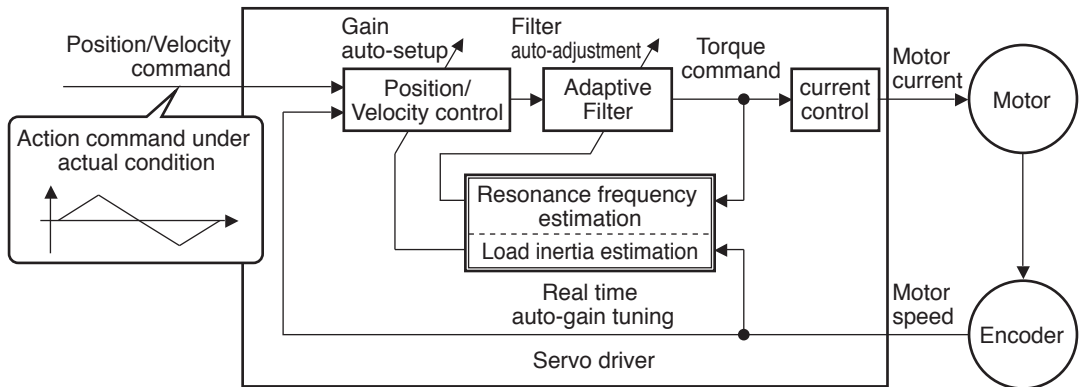 Position/Velocity
command
Action command under
actual condition
Gain
auto-setup
Filter
auto-adjustment
Position/
Velocity control
Adaptive
Filter
Torque
command
current
control
Motor
current
Motor
Resonance frequency
estimation
Load inertia estimation
Real time
auto-gain tuning
Servo driver
Motor
speed
Encoder